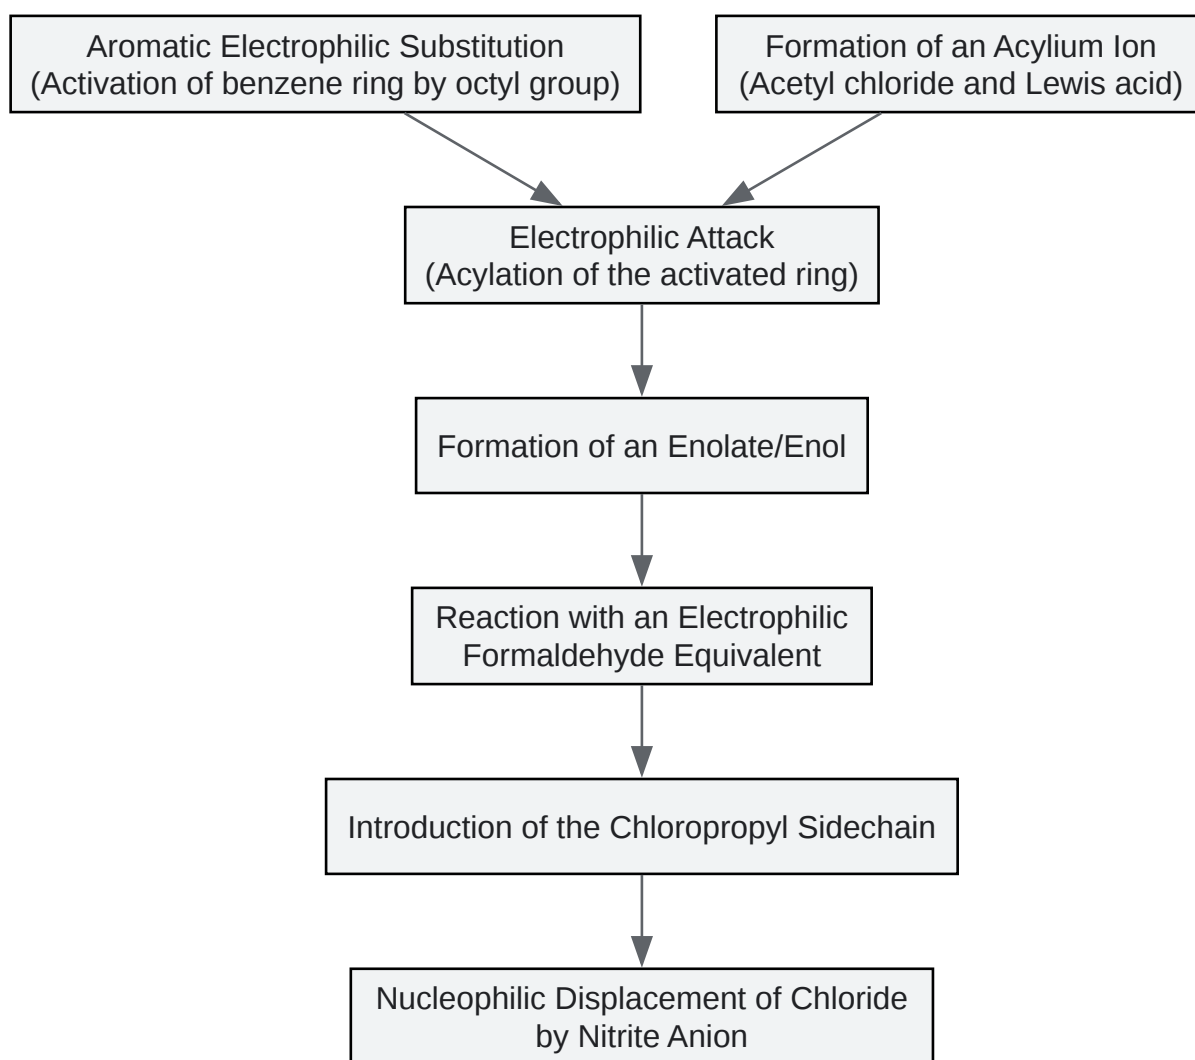 Aromatic Electrophilic Substitution
(Activation of benzene ring by octyl group)
Formation of an Acylium Ion
(Acetyl chloride and Lewis acid)
Electrophilic Attack
(Acylation of the activated ring)
Formation of an Enolate/Enol
Reaction with an Electrophilic
Formaldehyde Equivalent
Introduction of the Chloropropyl Sidechain
Nucleophilic Displacement of Chloride
by Nitrite Anion